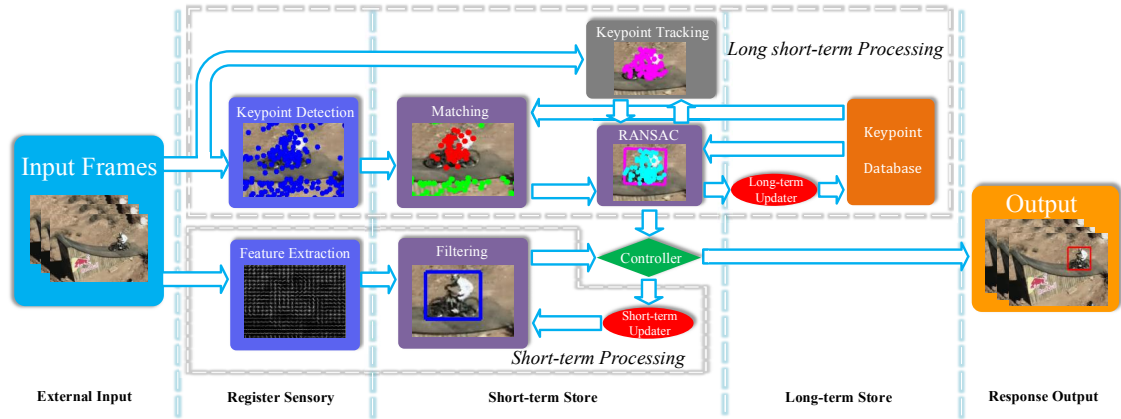 Keypoint Tracking
Long short-term Processing
Keypoint Detection
Matching
RANSAC
Keypoint
Database
Input Frames
Long-term
Updater
Output
Feature Extraction
Filtering
Controller
Short-term
Updater
Short-term Processing
External Input
Register Sensory
Short-term Store
Long-term Store
Response Output